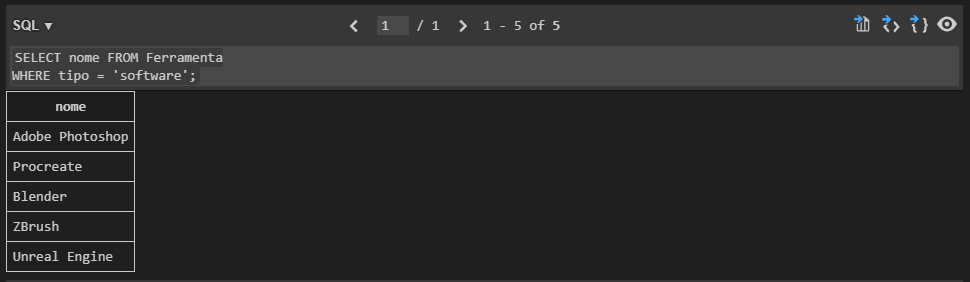 SQL ▼ < 1 / 1 > 1 - 5 of 5
SELECT nome FROM Ferramenta
WHERE tipo = 'software';
nome
Adobe Photoshop
Procreate
Blender
ZBrush
Unreal Engine